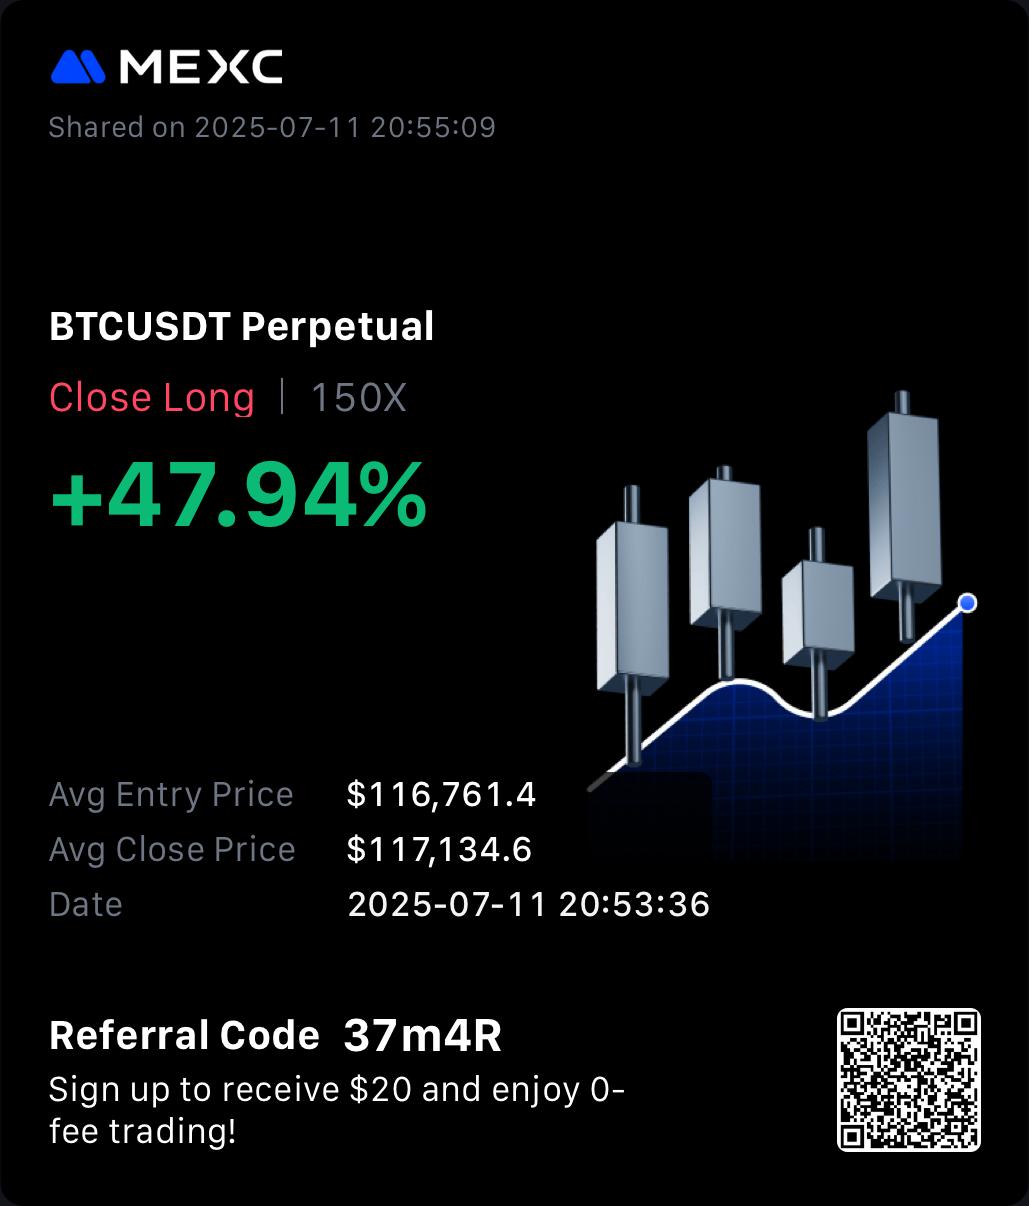 MEXC
Shared on 2025-07-11 20:55:09
BTCUSDT Perpetual
Close Long | 150X
+47.94%
Avg Entry Price $116,761.4
Avg Close Price $117,134.6
Date 2025-07-11 20:53:36
Referral Code 37m4R
Sign up to receive $20 and enjoy 0-
fee trading!